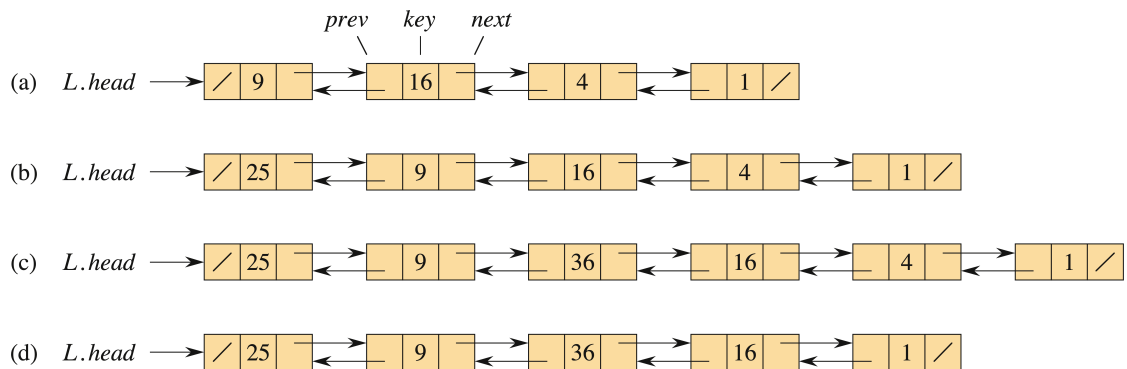 prev key next
(a) L.head / 9 16 4 1 /
(b) L.head / 25 9 16 4 1 /
(c) L.head / 25 9 36 16 4 1 /
(d) L.head / 25 9 36 16 1 /